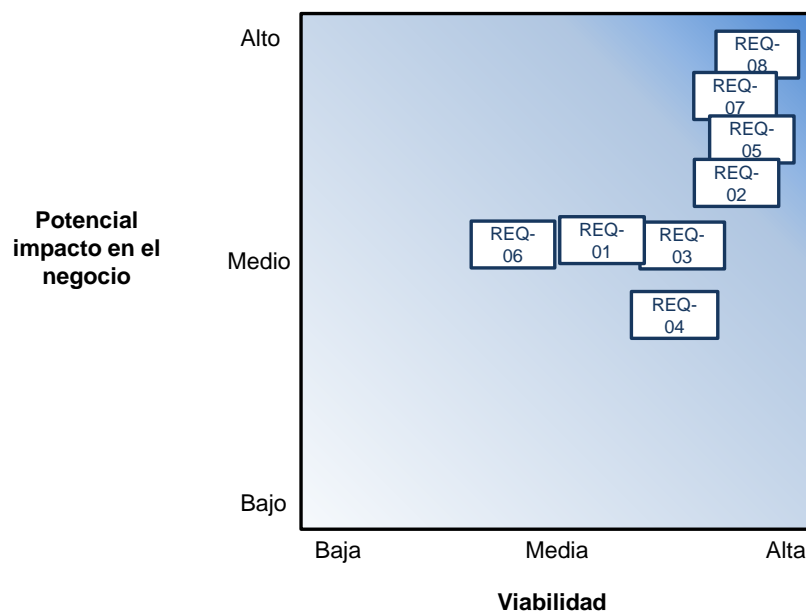 Alto
REQ-
08
REQ-
07
REQ-
05
REQ-
02
Potencial
impacto en el
negocio
Medio
REQ-
06
REQ-
01
REQ-
03
REQ-
04
Bajo
Baja
Media
Alta
Viabilidad